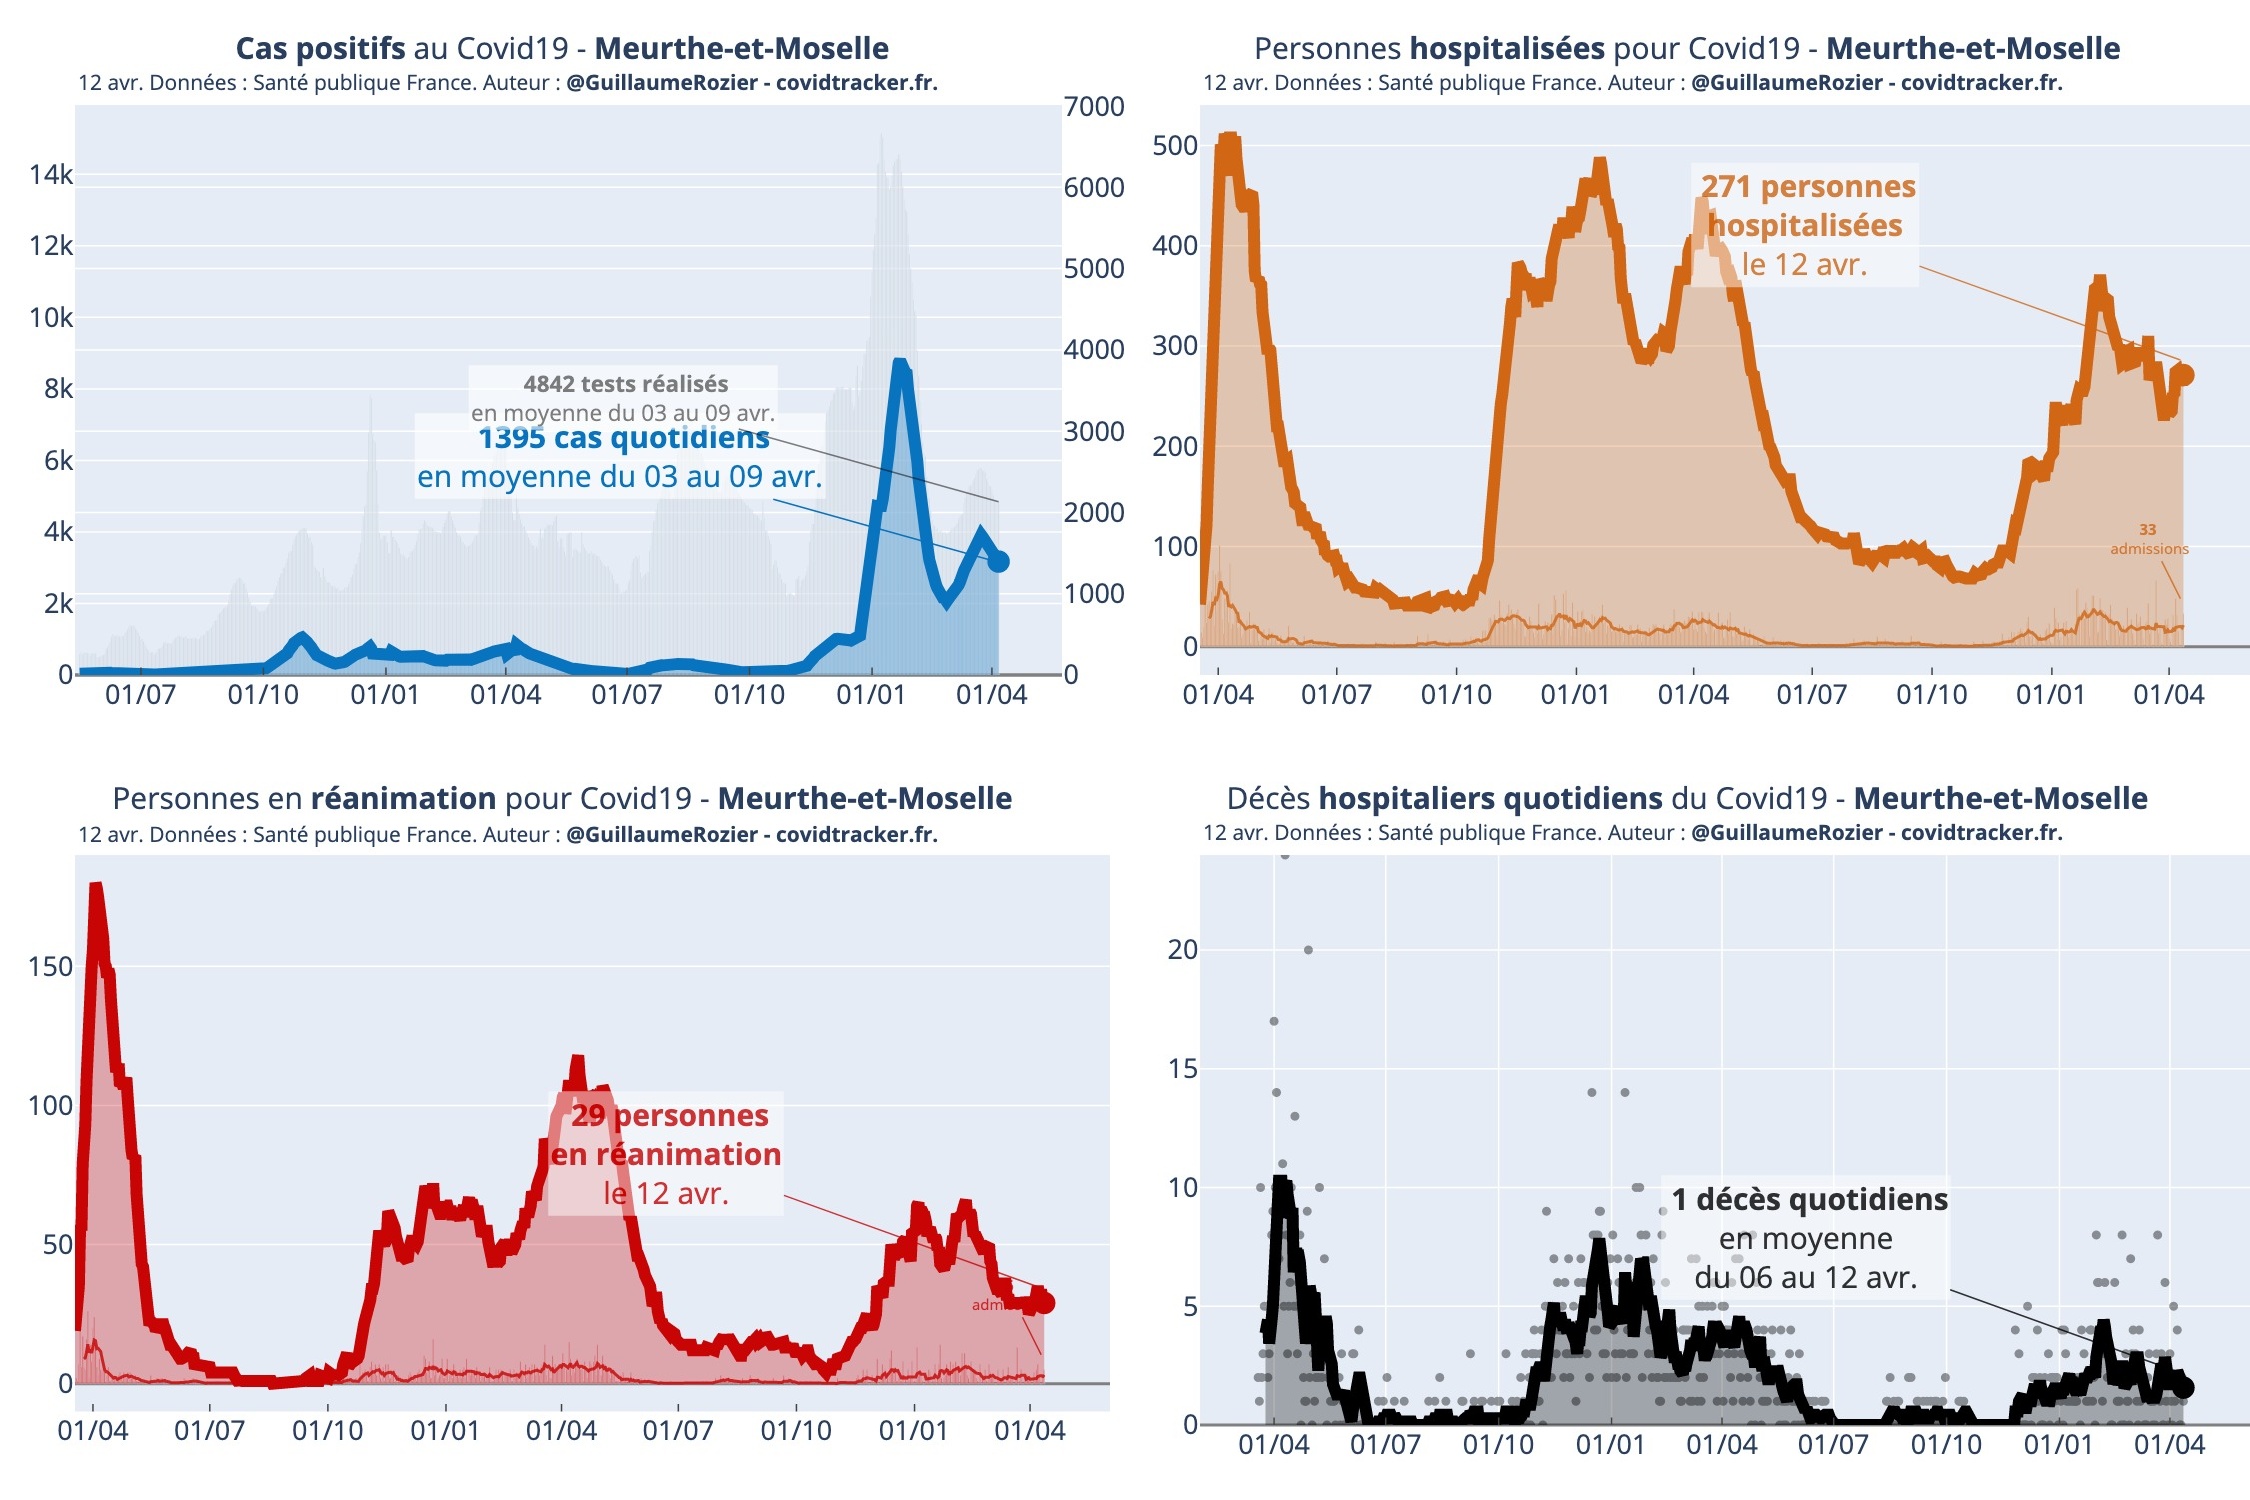 Cas positifs au Covid19 - Meurthe-et-Moselle
12 avr. Données : Santé publique France. Auteur : @GuillaumeRozier - covidtracker.fr.
7000
14k
6000
12k
5000
10k
4000
8k
4842 tests réalisés
en moyenne du 03 au 09 avr.
1395 cas quotidiens
3000
6k
en moyenne du 03 au 09 avr.
2000
4k
1000
2k
0
0
01/07 01/10 01/01 01/04 01/07 01/10 01/01 01/04
Personnes hospitalisées pour Covid19 - Meurthe-et-Moselle
12 avr. Données : Santé publique France. Auteur : @GuillaumeRozier - covidtracker.fr.
500
271 personnes
hospitalisées
400
le 12 avr.
300
200
33
admissions
100
0
01/04 01/07 01/10 01/01 01/04 01/07 01/10 01/01 01/04
Personnes en réanimation pour Covid19 - Meurthe-et-Moselle
12 avr. Données : Santé publique France. Auteur : @GuillaumeRozier - covidtracker.fr.
150
100
29 personnes
en réanimation
le 12 avr.
50
0
01/04 01/07 01/10 01/01 01/04 01/07 01/10 01/01 01/04
Décès hospitaliers quotidiens du Covid19 - Meurthe-et-Moselle
12 avr. Données : Santé publique France. Auteur : @GuillaumeRozier - covidtracker.fr.
20
15
10
1 décès quotidiens
en moyenne
du 06 au 12 avr.
5
0
01/04 01/07 01/10 01/01 01/04 01/07 01/10 01/01 01/04